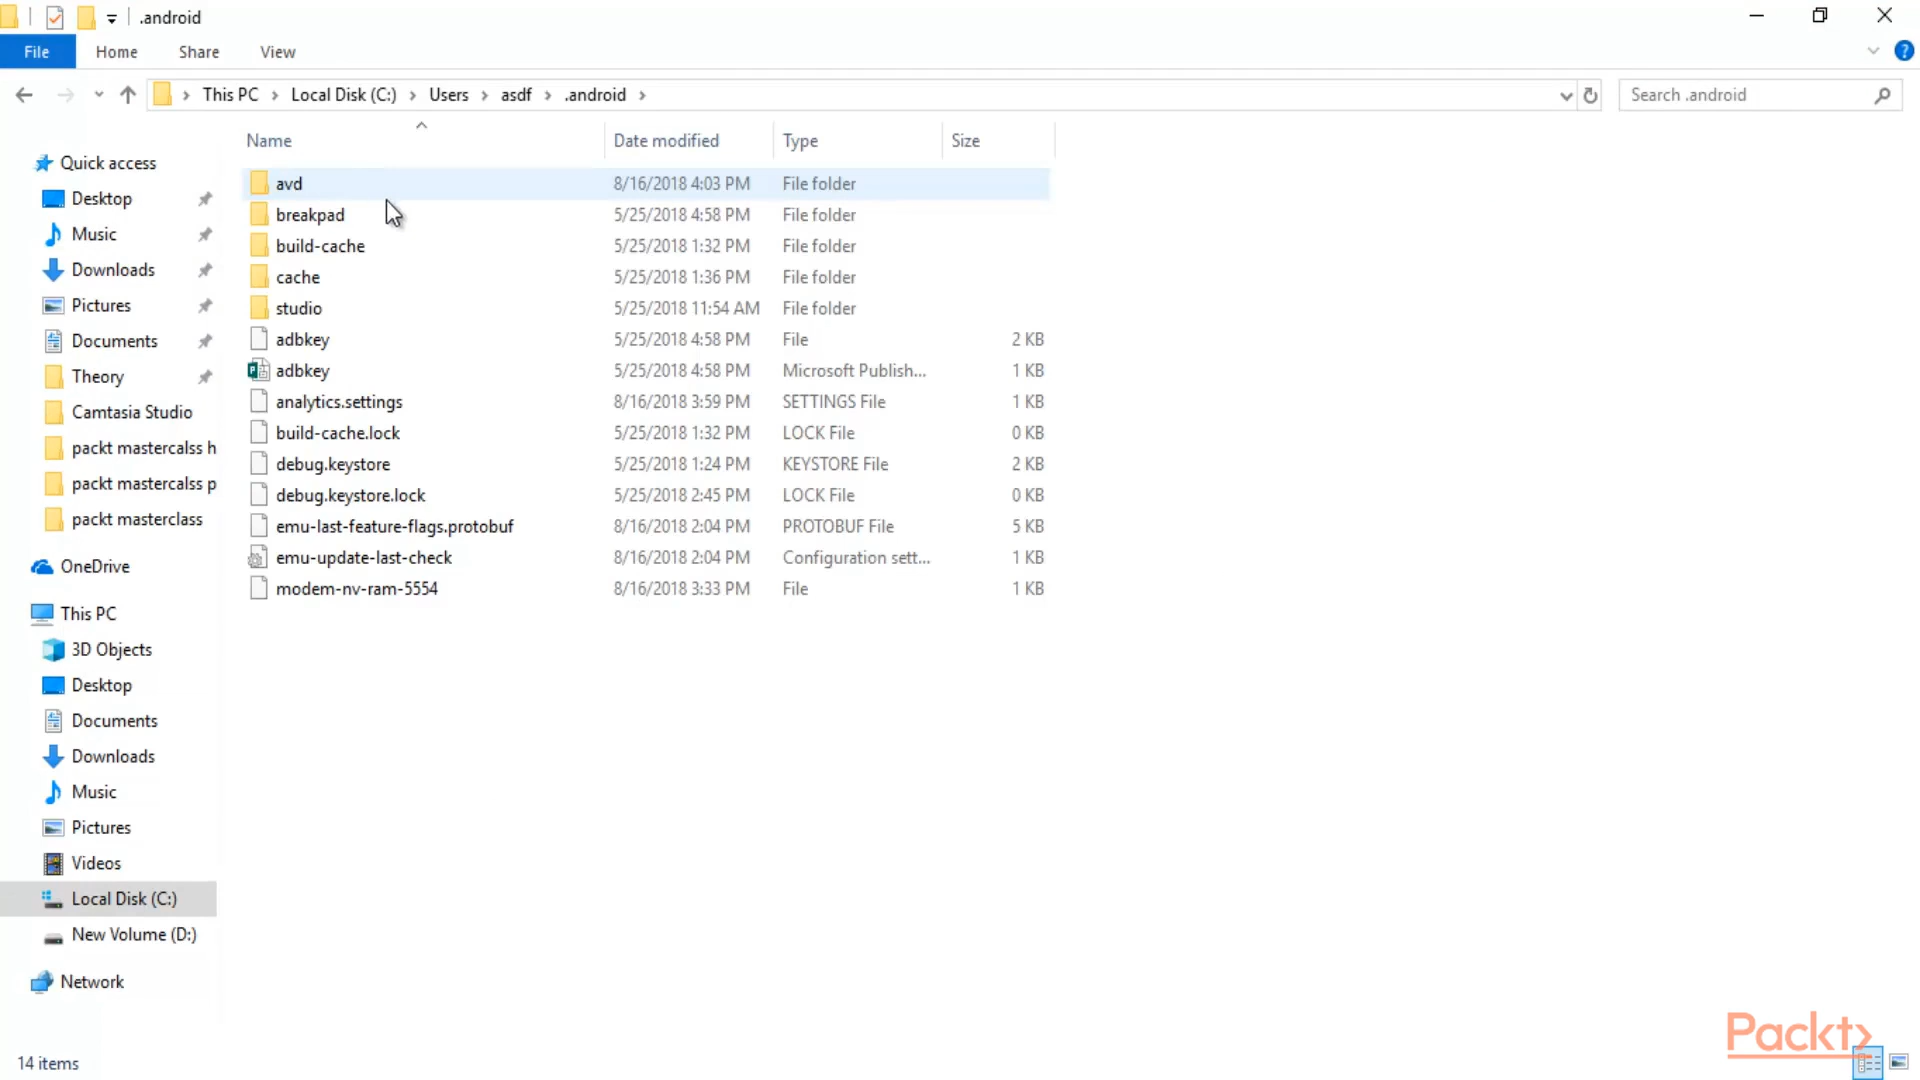 .android
File Home Share View
This PC Local Disk (C:) Users asdf .android
Search .android
Name Date modified Type Size
Quick access
Desktop
Music
Downloads
Pictures
Documents
Theory
Camtasia Studio
packt mastercalss h
packt mastercalss p
packt masterclass
OneDrive
This PC
3D Objects
Desktop
Documents
Downloads
Music
Pictures
Videos
Local Disk (C:)
New Volume (D:)
Network
avd 8/16/2018 4:03 PM File folder
breakpad 5/25/2018 4:58 PM File folder
build-cache 5/25/2018 1:32 PM File folder
cache 5/25/2018 1:36 PM File folder
studio 5/25/2018 11:54 AM File folder
adbkey 5/25/2018 4:58 PM File 2 KB
adbkey 5/25/2018 4:58 PM Microsoft Publish... 1 KB
analytics.settings 8/16/2018 3:59 PM SETTINGS File 1 KB
build-cache.lock 5/25/2018 1:32 PM LOCK File 0 KB
debug.keystore 5/25/2018 1:24 PM KEYSTORE File 2 KB
debug.keystore.lock 5/25/2018 2:45 PM LOCK File 0 KB
emu-last-feature-flags.protobuf 8/16/2018 2:04 PM PROTOBUF File 5 KB
emu-update-last-check 8/16/2018 2:04 PM Configuration sett... 1 KB
modem-nv-ram-5554 8/16/2018 3:33 PM File 1 KB
14 items
Packt